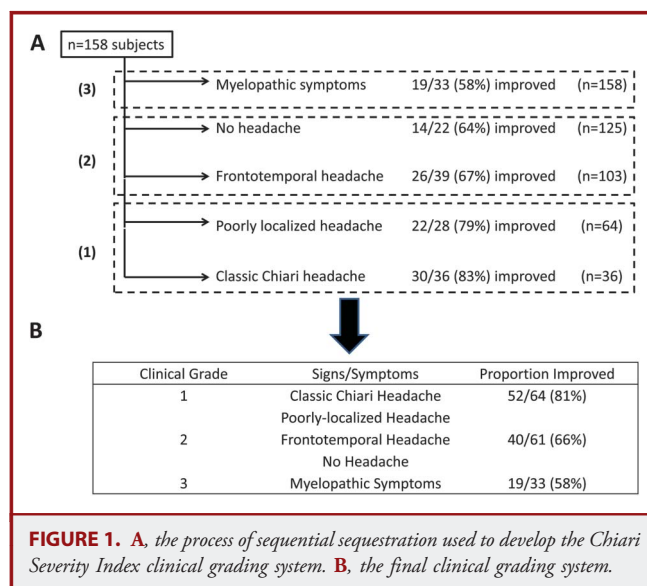 A
n=158 subjects
(3) Myelopathic symptoms 19/33 (58%) improved (n=158)
No headache 14/22 (64%) improved (n=125)
(2)
Frontotemporal headache 26/39 (67%) improved (n=103)
Poorly localized headache 22/28 (79%) improved (n=64)
(1)
Classic Chiari headache 30/36 (83%) improved (n=36)
B
Clinical Grade Signs/Symptoms Proportion Improved
1 Classic Chiari Headache 52/64 (81%)
Poorly-localized Headache
2 Frontotemporal Headache 40/61 (66%)
No Headache
3 Myelopathic Symptoms 19/33 (58%)
FIGURE 1. A, the process of sequential sequestration used to develop the Chiari
Severity Index clinical grading system. B, the final clinical grading system.